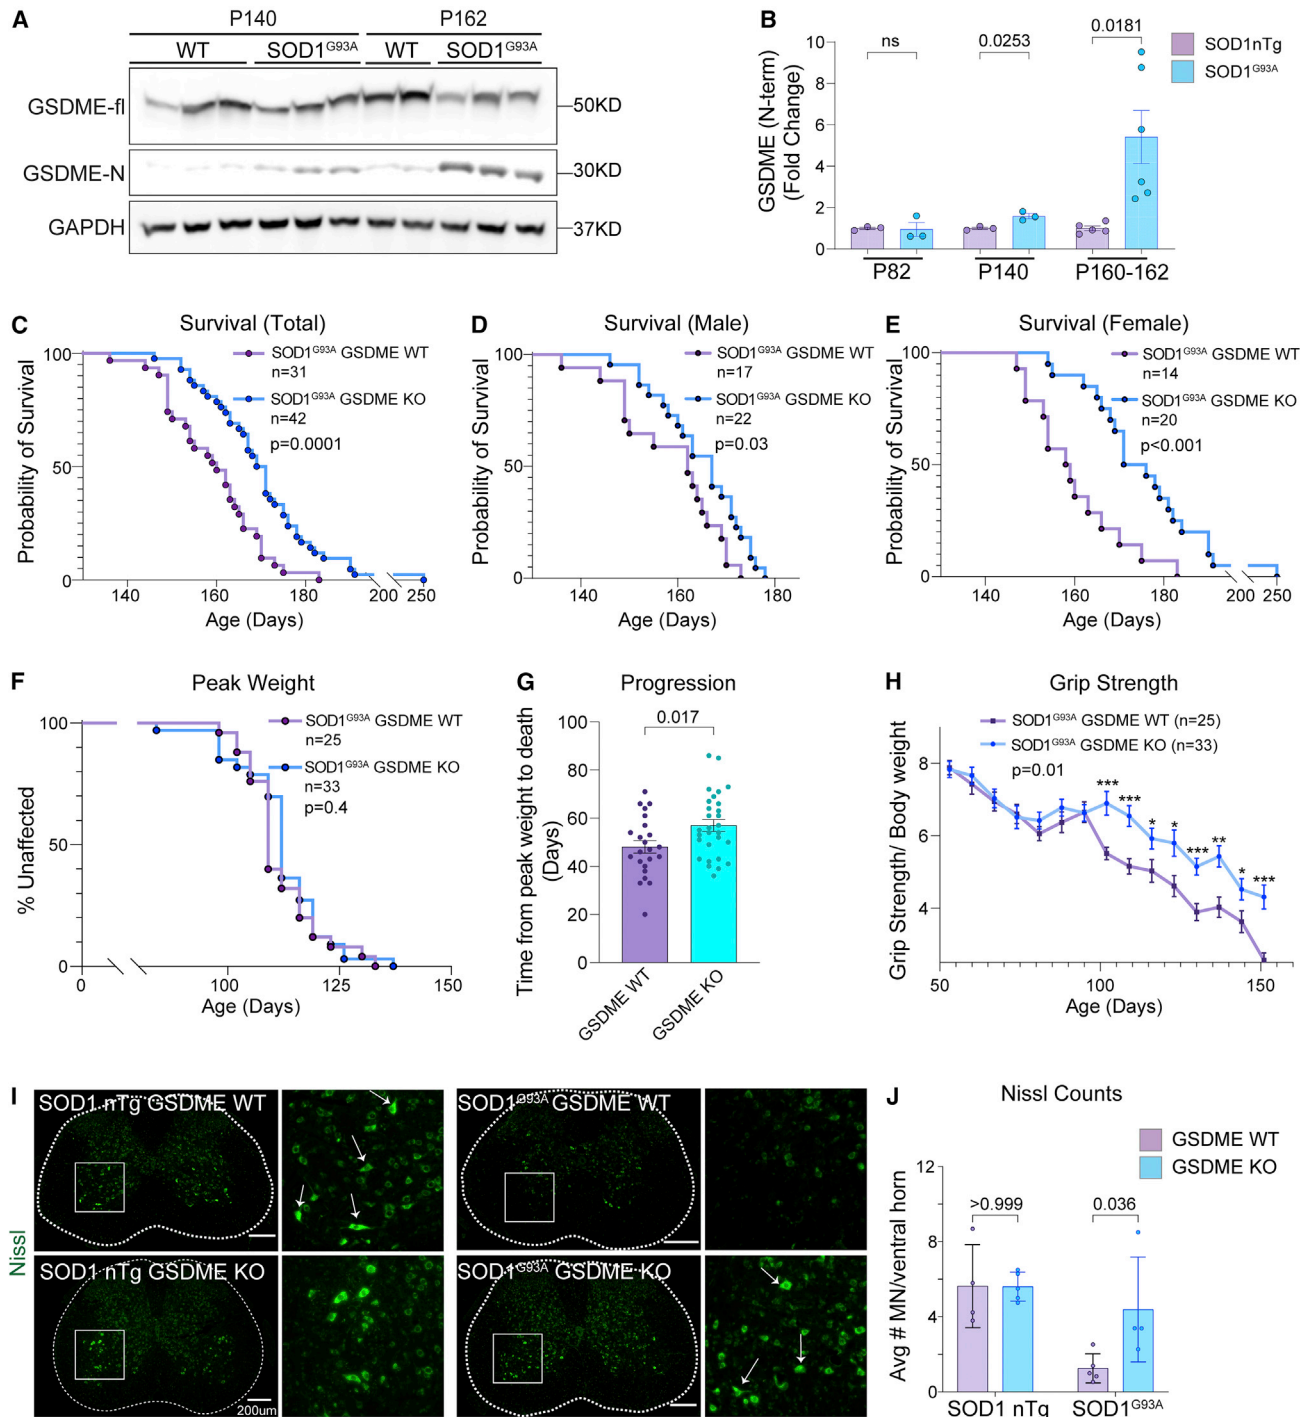 A
P140
P162
WT
SOD1G93A
WT
SOD1G93A
GSDME-fl
50KD
GSDME-N
30KD
GAPDH
37KD
B
GSDME (N-term)
(Fold Change)
10
8
6
4
2
0
ns
0.0253
0.0181
SOD1nTg
SOD1G93A
P82
P140
P160-162
C
Survival (Total)
Probability of Survival
100
50
0
SOD1G93A GSDME WT
n=31
SOD1G93A GSDME KO
n=42
p=0.0001
140
160
180
200
250
Age (Days)
D
Survival (Male)
Probability of Survival
100
50
0
SOD1G93A GSDME WT
n=17
SOD1G93A GSDME KO
n=22
p=0.03
140
160
180
Age (Days)
E
Survival (Female)
Probability of Survival
100
50
0
SOD1G93A GSDME WT
n=14
SOD1G93A GSDME KO
n=20
p<0.001
140
160
180
200
250
Age (Days)
F
Peak Weight
% Unaffected
100
50
0
SOD1G93A GSDME WT
n=25
SOD1G93A GSDME KO
n=33
p=0.4
0
100
125
150
Age (Days)
G
Progression
Time from peak weight to death
(Days)
100
80
60
40
20
0
0.017
GSDME WT
GSDME KO
H
Grip Strength
Grip Strength/ Body weight
8
6
4
SOD1G93A GSDME WT (n=25)
SOD1G93A GSDME KO (n=33)
p=0.01
***
***
*
*
***
**
*
***
50
100
150
Age (Days)
I
Nissl
SOD1 nTg GSDME WT
SOD1G93A GSDME WT
SOD1 nTg GSDME KO
200um
SOD1G93A GSDME KO
J
Nissl Counts
GSDME WT
GSDME KO
Avg # MN/ventral horn
12
8
4
0
>0.999
0.036
SOD1 nTg
SOD1G93A